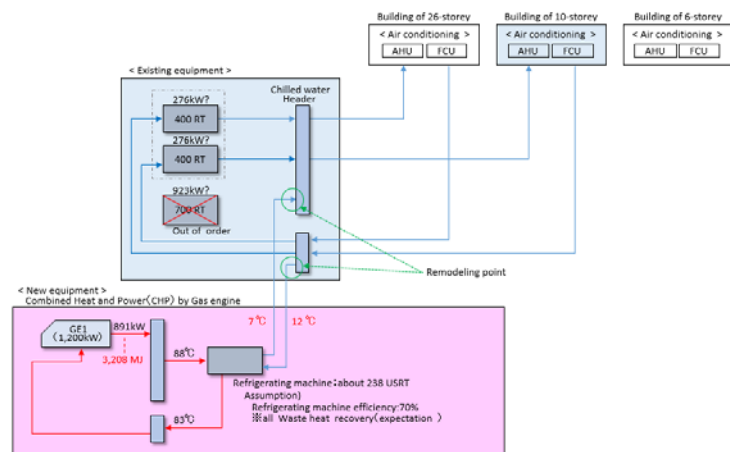 Building of 26-storey
< Air conditioning >
AHU
FCU
Building of 10-storey
< Air conditioning >
AHU
FCU
Building of 6-storey
< Air conditioning >
AHU
FCU
< Existing equipment >
276kW?
400 RT
276kW?
400 RT
923kW?
700 RT
Out of order
Chilled water
Header
Remodeling point
< New equipment >
Combined Heat and Power(CHP) by Gas engine
GE1
(1,200kW)
891kW
3,208 MJ
88℃
83℃
7℃
12℃
Refrigerating machine:about 238 USRT
Assumption)
Refrigerating machine efficiency:70%
※all Waste heat recovery(expectation )